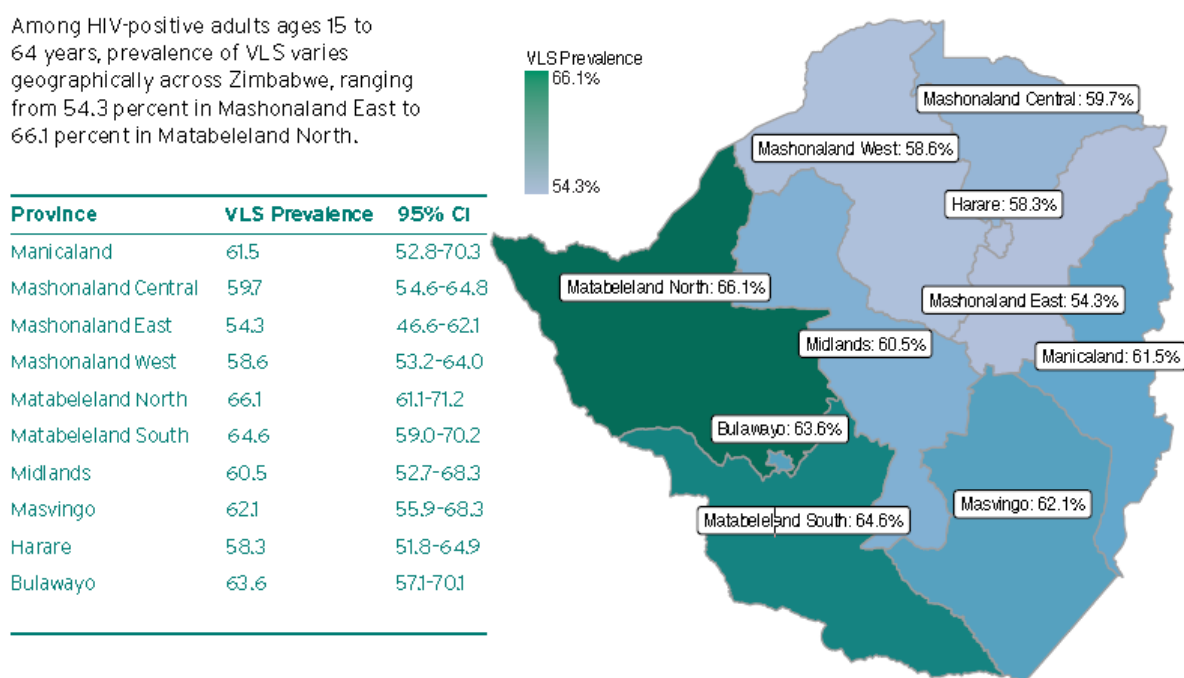 Among HIV-positive adults ages 15 to
64 years, prevalence of VLS varies
geographically across Zimbabwe, ranging
from 54.3 percent in Mashonaland East to
66.1 percent in Matabeleland North.
Province VLS Prevalence 95% CI
Manicaland 61.5 52.8-70.3
Mashonaland Central 59.7 54.6-64.8
Mashonaland East 54.3 46.6-62.1
Mashonaland West 58.6 53.2-64.0
Matabeleland North 66.1 61.1-71.2
Matabeleland South 64.6 59.0-70.2
Midlands 60.5 52.7-68.3
Masvingo 62.1 55.9-68.3
Harare 58.3 51.8-64.9
Bulawayo 63.6 57.1-70.1
VLS Prevalence
66.1%
54.3%
Mashonaland Central: 59.7%
Mashonaland West: 58.6%
Harare: 58.3%
Matabeleland North: 66.1%
Mashonaland East: 54.3%
Midlands: 60.5%
Manicaland: 61.5%
Bulawayo: 63.6%
Masvingo: 62.1%
Matabeleland South: 64.6%